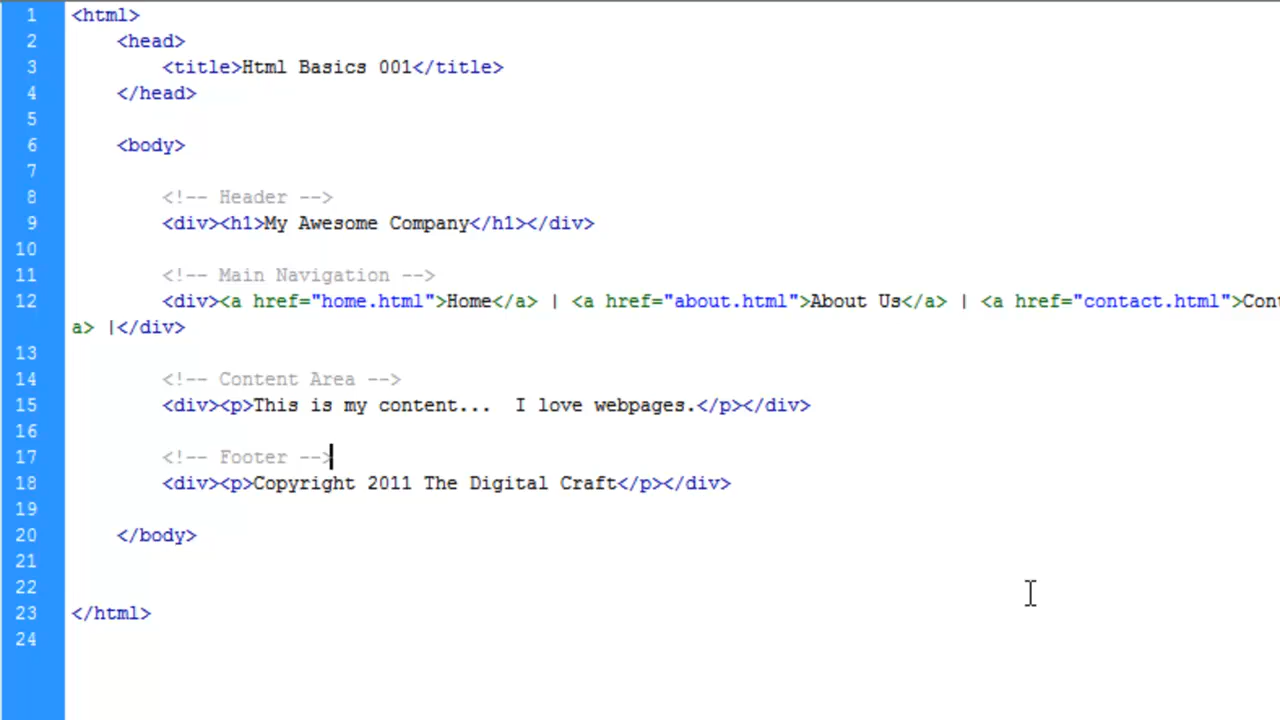 1 <html>
2 <head>
3 <title>Html Basics 001</title>
4 </head>
5
6 <body>
7
8 <!-- Header -->
9 <div><h1>My Awesome Company</h1></div>
10
11 <!-- Main Navigation -->
12 <div><a href="home.html">Home</a> | <a href="about.html">About Us</a> | <a href="contact.html">
a> |</div>
13
14 <!-- Content Area -->
15 <div><p>This is my content...  I love webpages.</p></div>
16
17 <!-- Footer -->
18 <div><p>Copyright 2011 The Digital Craft</p></div>
19
20 </body>
21
22
23 </html>
24